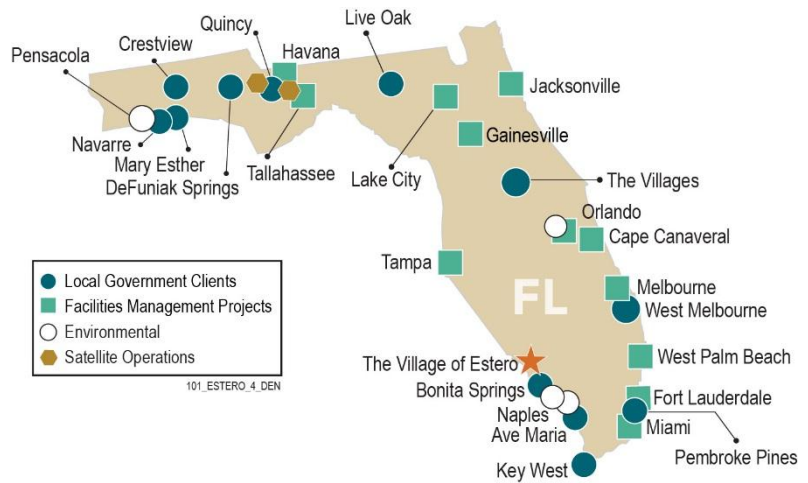 Live Oak
Quincy
Crestview
Havana
Pensacola
Jacksonville
Gainesville
Navarre
Mary Esther
DeFuniak Springs
Tallahassee
Lake City
The Villages
Orlando
Cape Canaveral
Tampa
Local Government Clients
Facilities Management Projects
Environmental
Satellite Operations
101_ESTERO_4_DEN
FL
Melbourne
West Melbourne
The Village of Estero
West Palm Beach
Bonita Springs
Fort Lauderdale
Naples
Ave Maria
Miami
Pembroke Pines
Key West